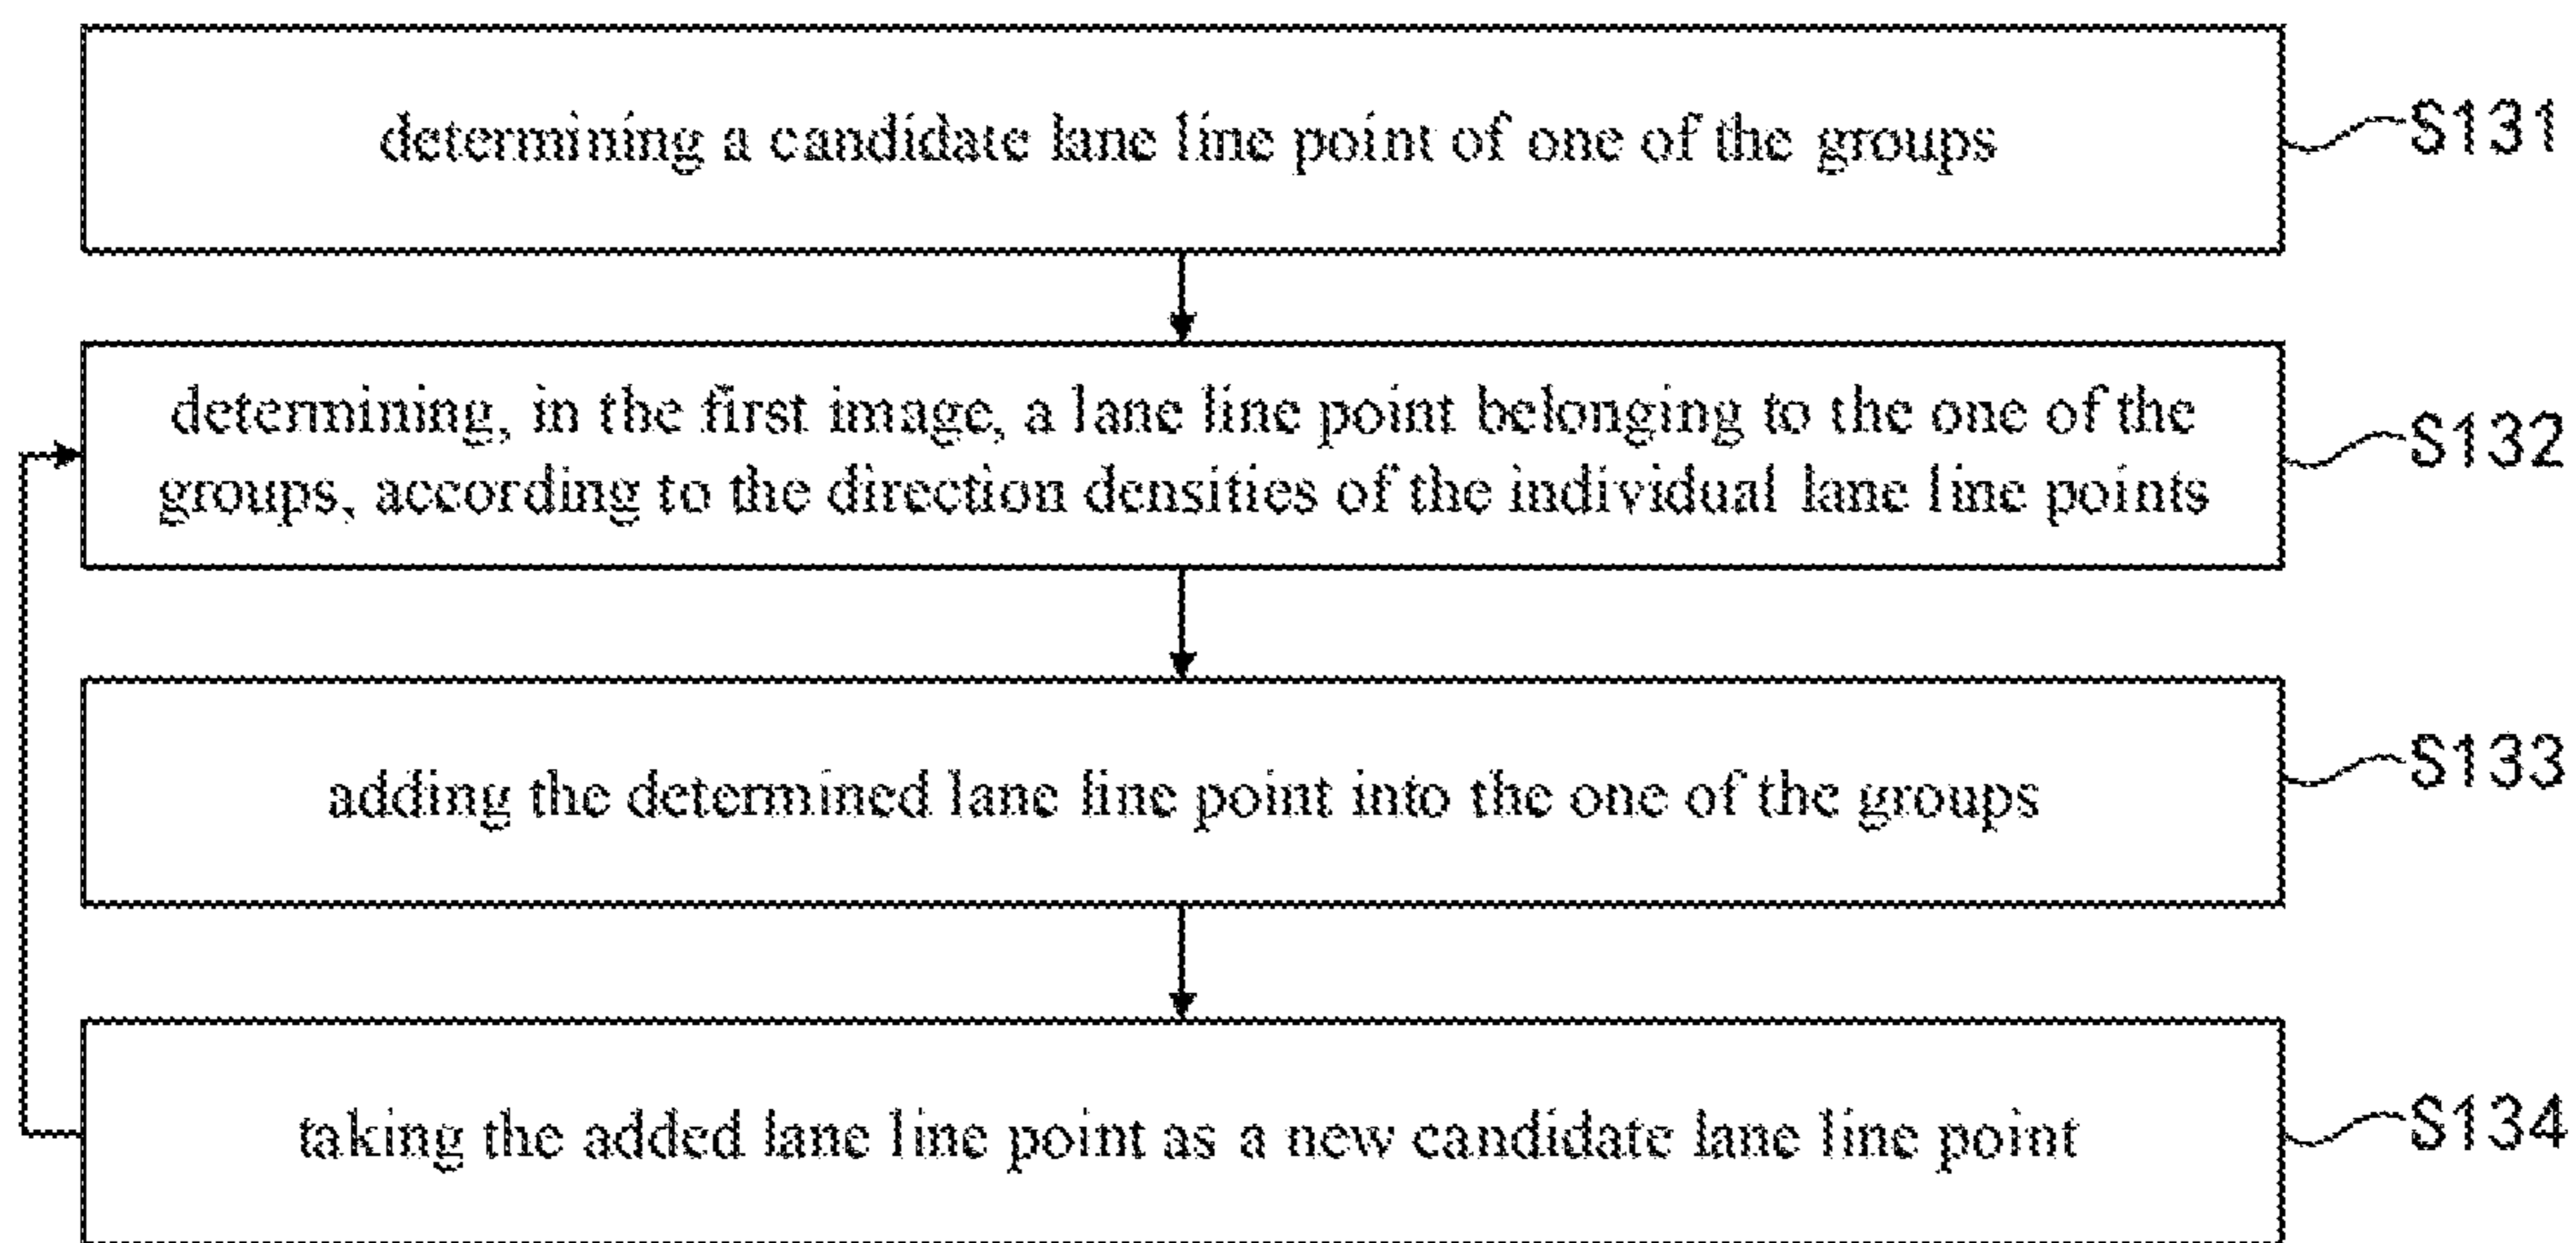 determining a candidate lane line point of one of the groups
S131
determining, in the first image, a lane line point belonging to the one of the
groups, according to the direction densities of the individual lane line points
S132
adding the determined lane line point into the one of the groups
S133
taking the added lane line point as a new candidate lane line point
S134